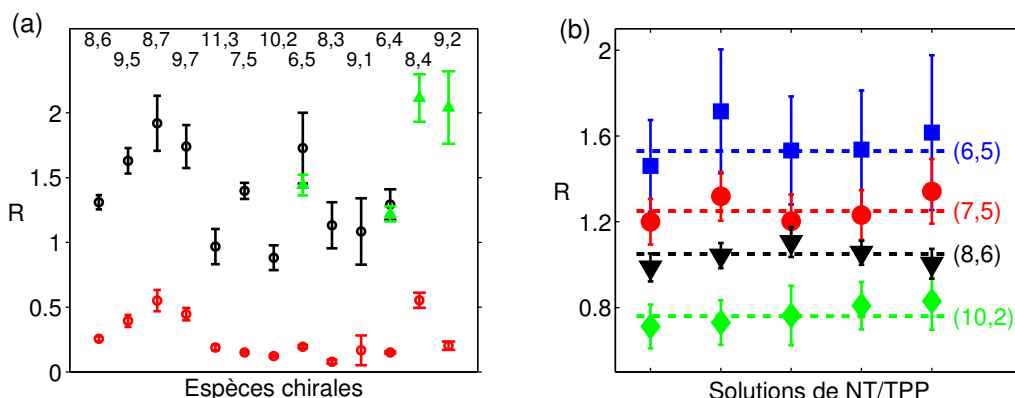 (a)
8,6 8,7 11,3 10,2 8,3 6,4 9,2
9,5 9,7 7,5 6,5 9,1 8,4
2
1.5
R
1
0.5
0
Espèces chirales
(b)
2
1.6
R
1.2
0.8
(6,5)
(7,5)
(8,6)
(10,2)
Solutions de NT/TPP